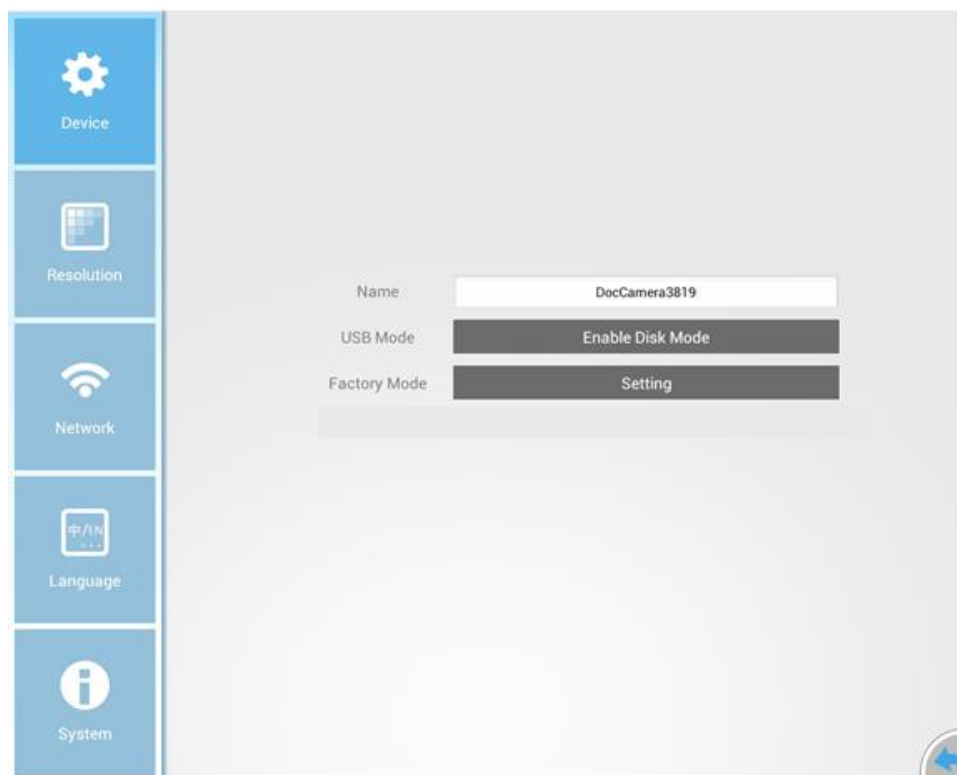 Device
Resolution
Network
中/EN
Language
System
Name
DocCamera3819
USB Mode
Enable Disk Mode
Factory Mode
Setting